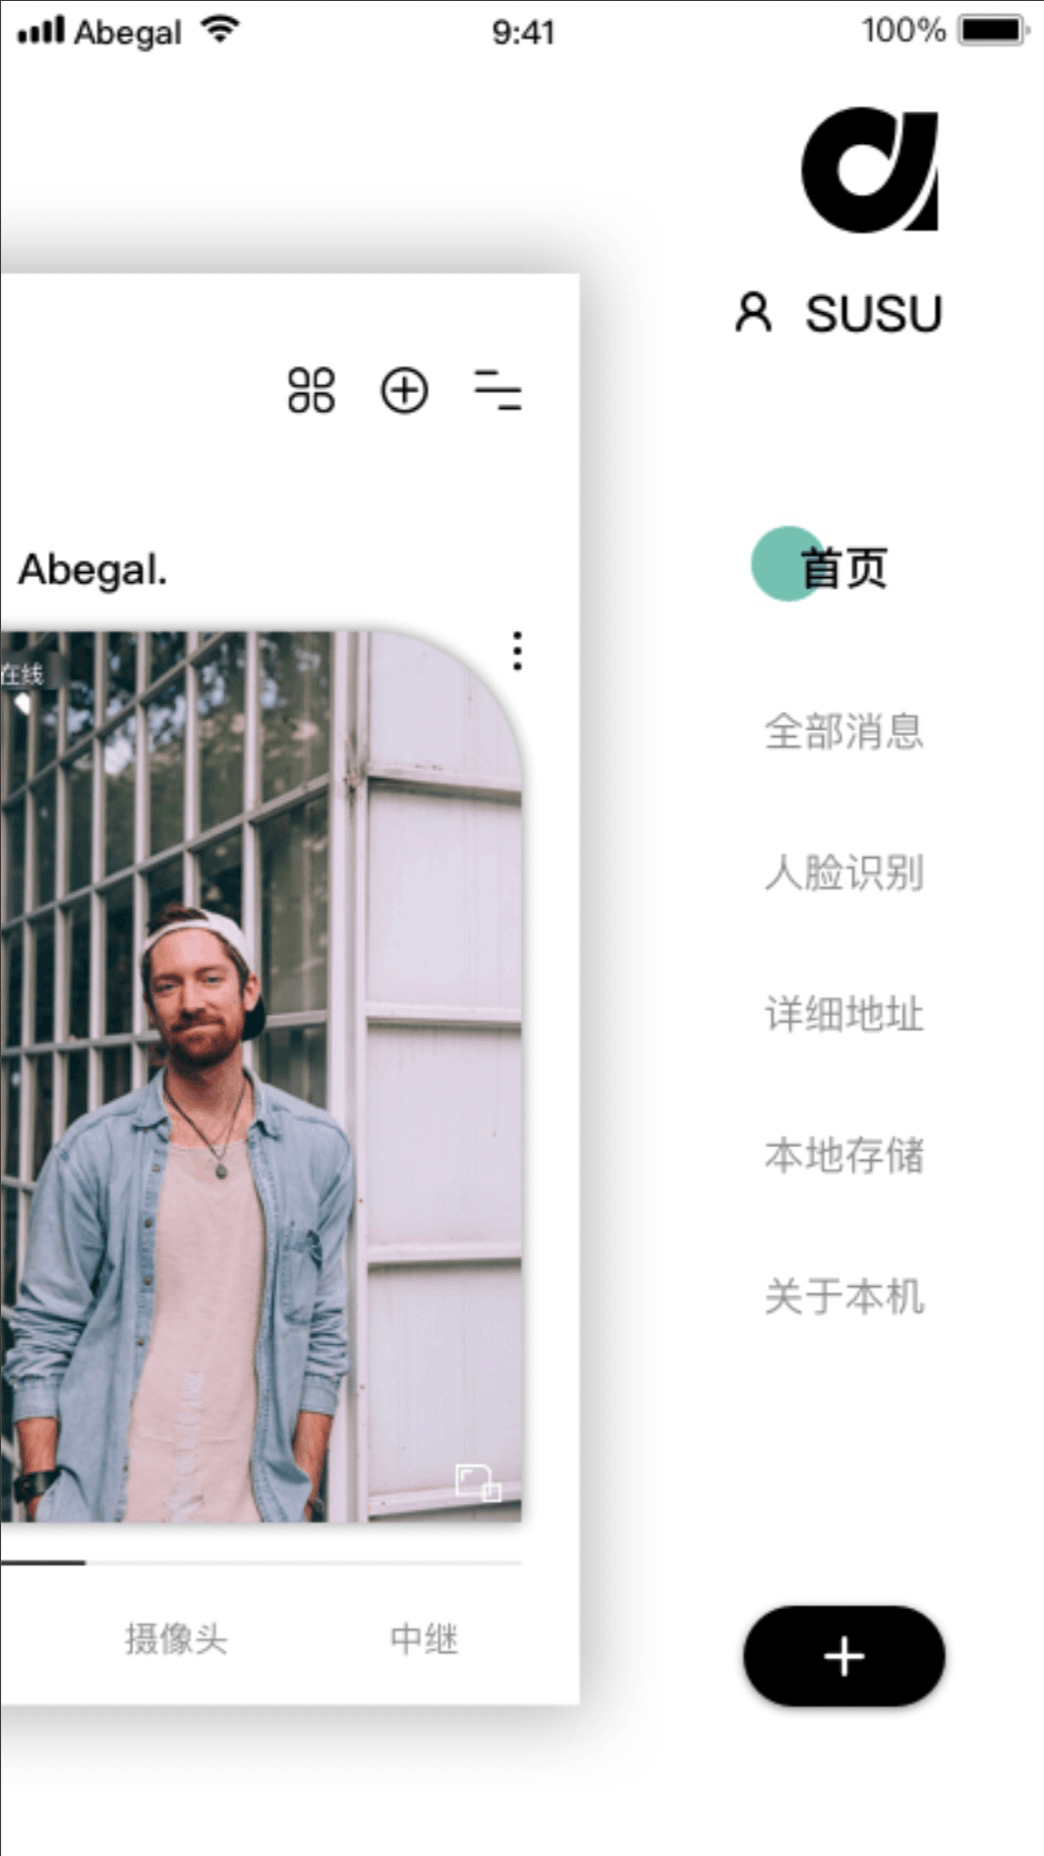 Abegal 9:41 100%
SUSU
Abegal.
在线
首页
全部消息
人脸识别
详细地址
本地存储
关于本机
摄像头 中继